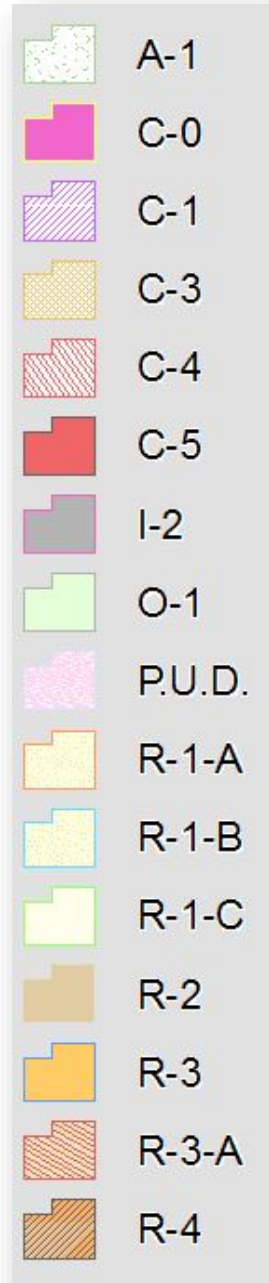 A-1
C-0
C-1
C-3
C-4
C-5
I-2
O-1
P.U.D.
R-1-A
R-1-B
R-1-C
R-2
R-3
R-3-A
R-4